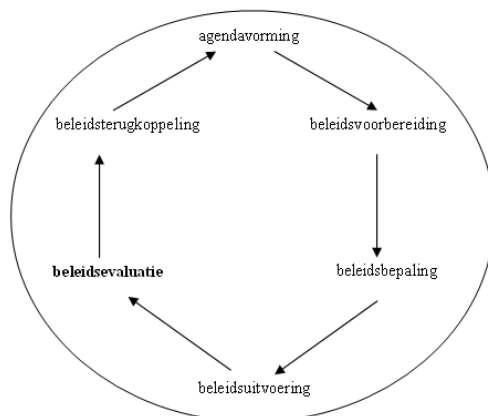 agendavorming
beleidsterugkoppeling
beleidsvoorbereiding
beleidsevaluatie
beleidsbepaling
beleidsuitvoering